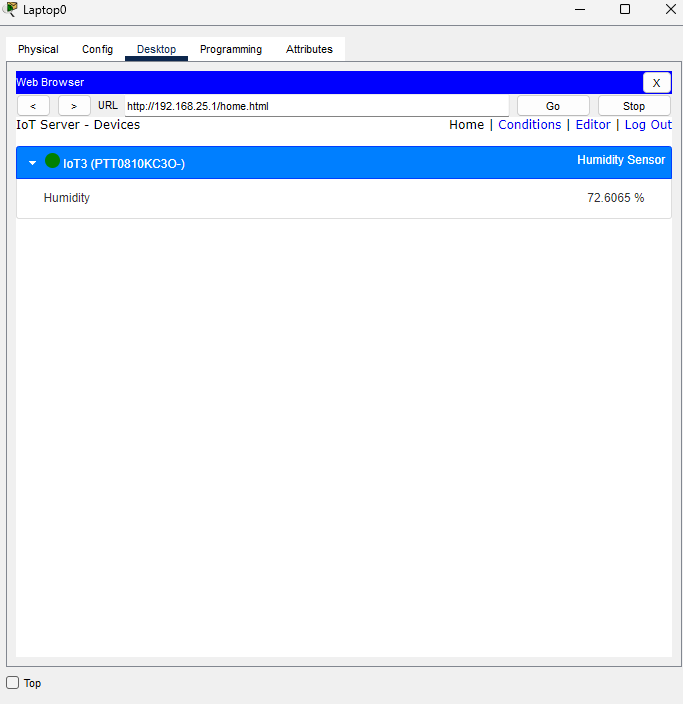 Laptop0
Physical Config Desktop Programming Attributes
Web Browser X
< > URL http://192.168.25.1/home.html Go Stop
IoT Server - Devices Home | Conditions | Editor | Log Out
IoT3 (PTT0810KC3O-) Humidity Sensor
Humidity 72.6065 %
Top